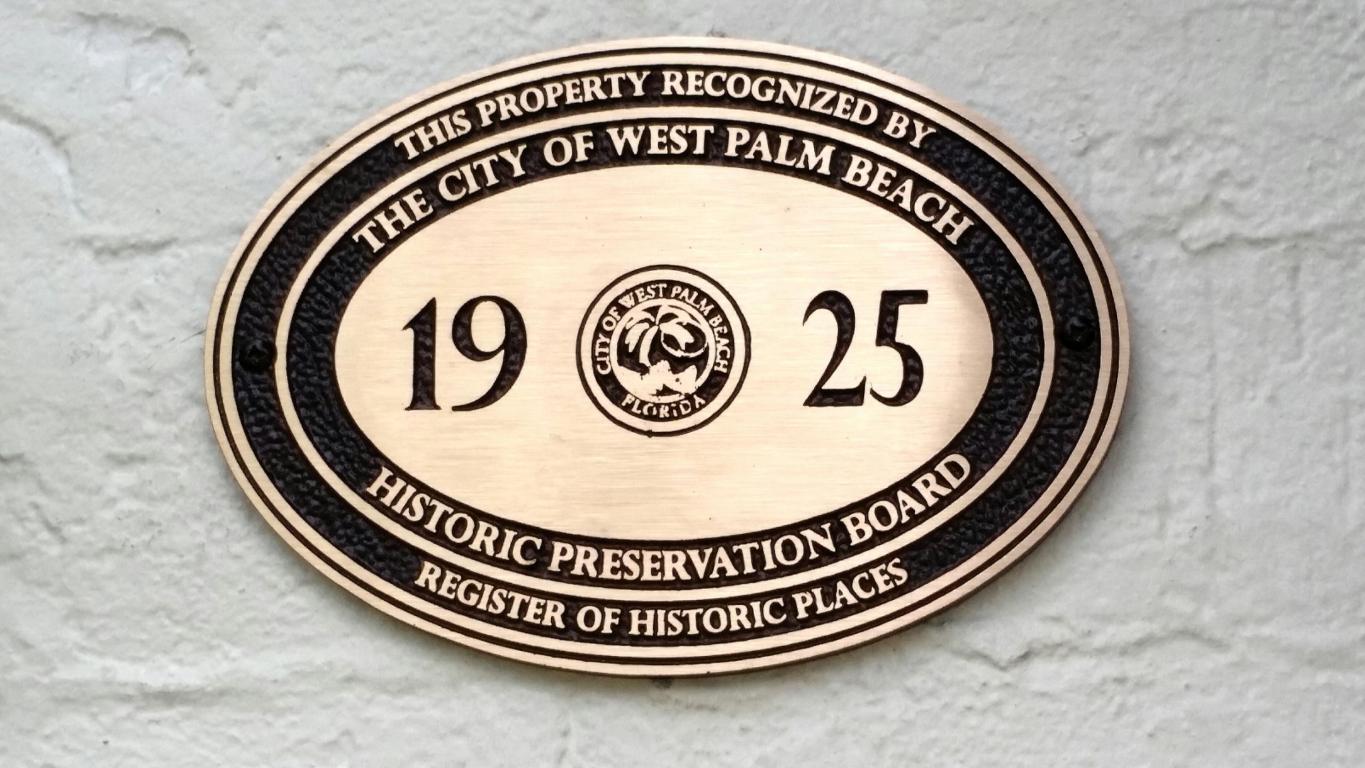 THIS PROPERTY RECOGNIZED BY
THE CITY OF WEST PALM BEACH
19 25
CITY OF WEST PALM BEACH
FLORIDA
HISTORIC PRESERVATION BOARD
REGISTER OF HISTORIC PLACES